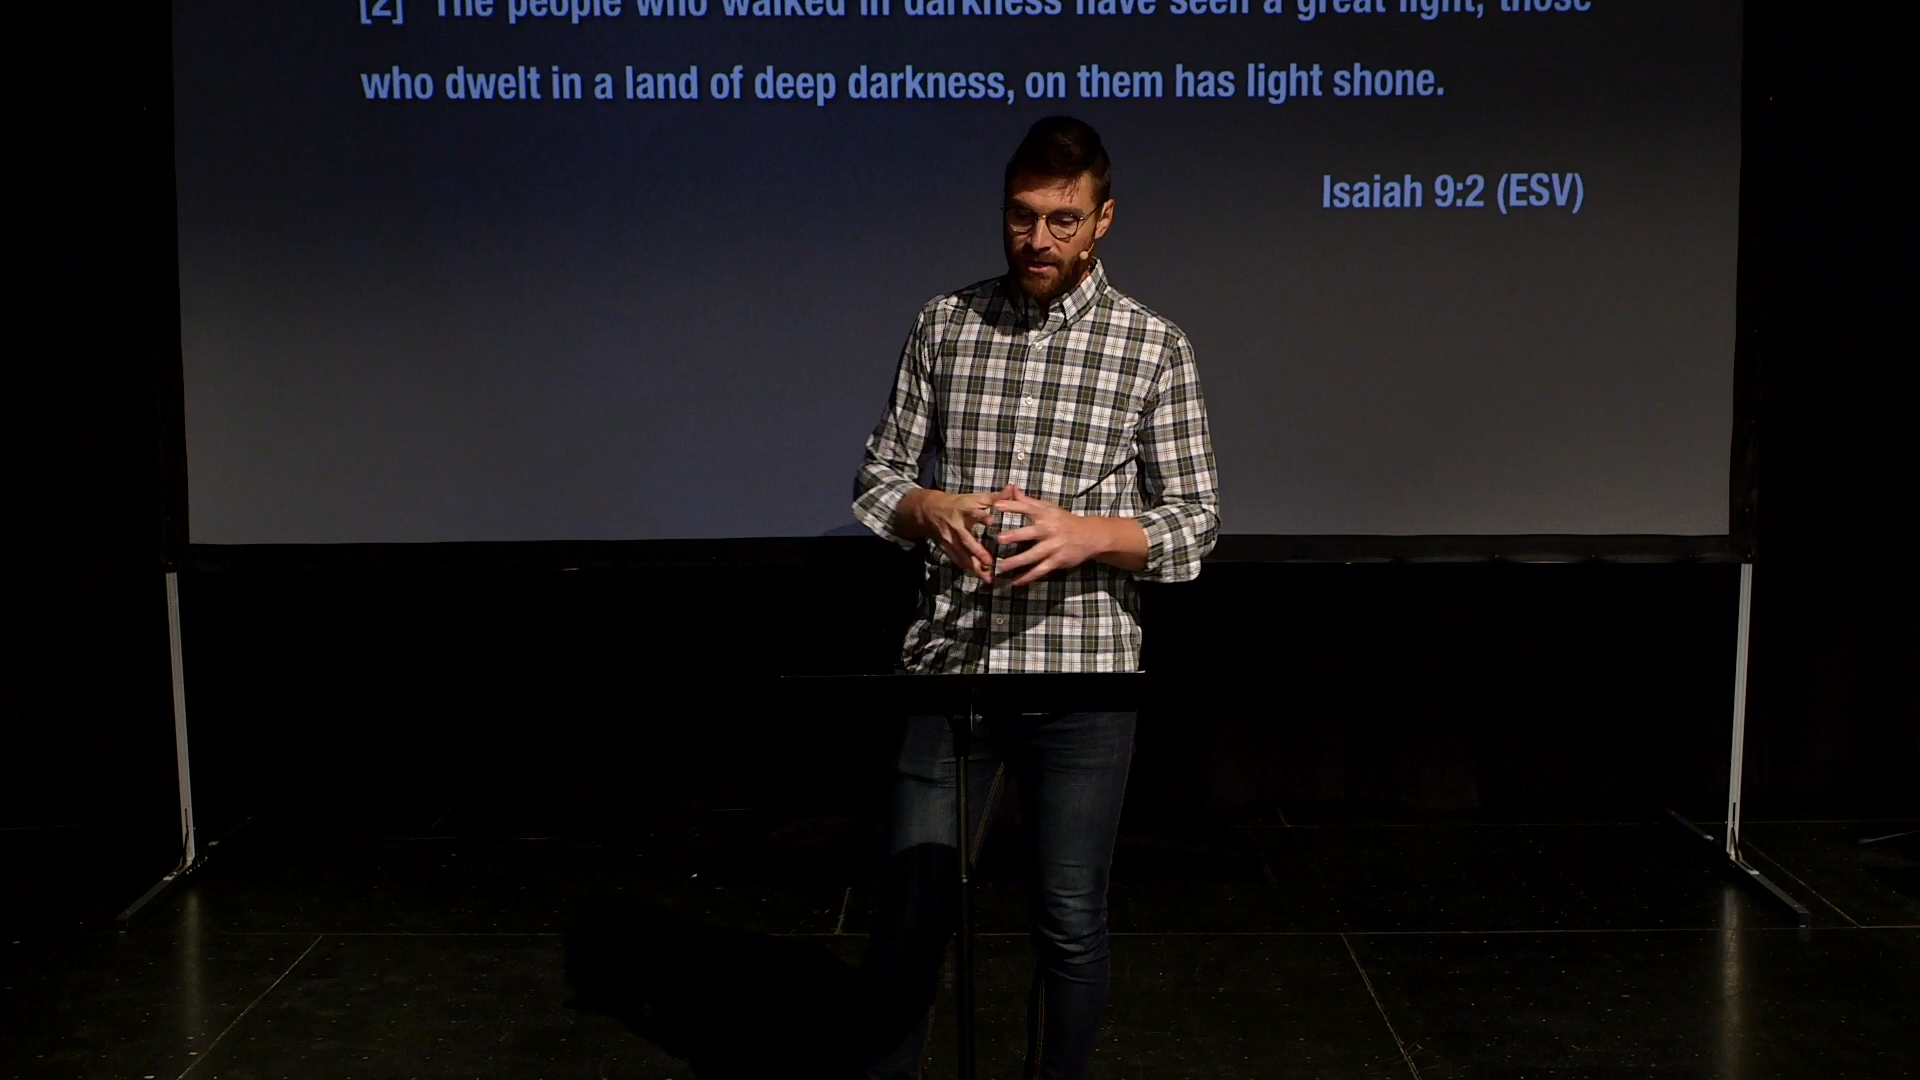 [2] The people who walked in darkness have seen a great light; those
who dwelt in a land of deep darkness, on them has light shone.
Isaiah 9:2 (ESV)